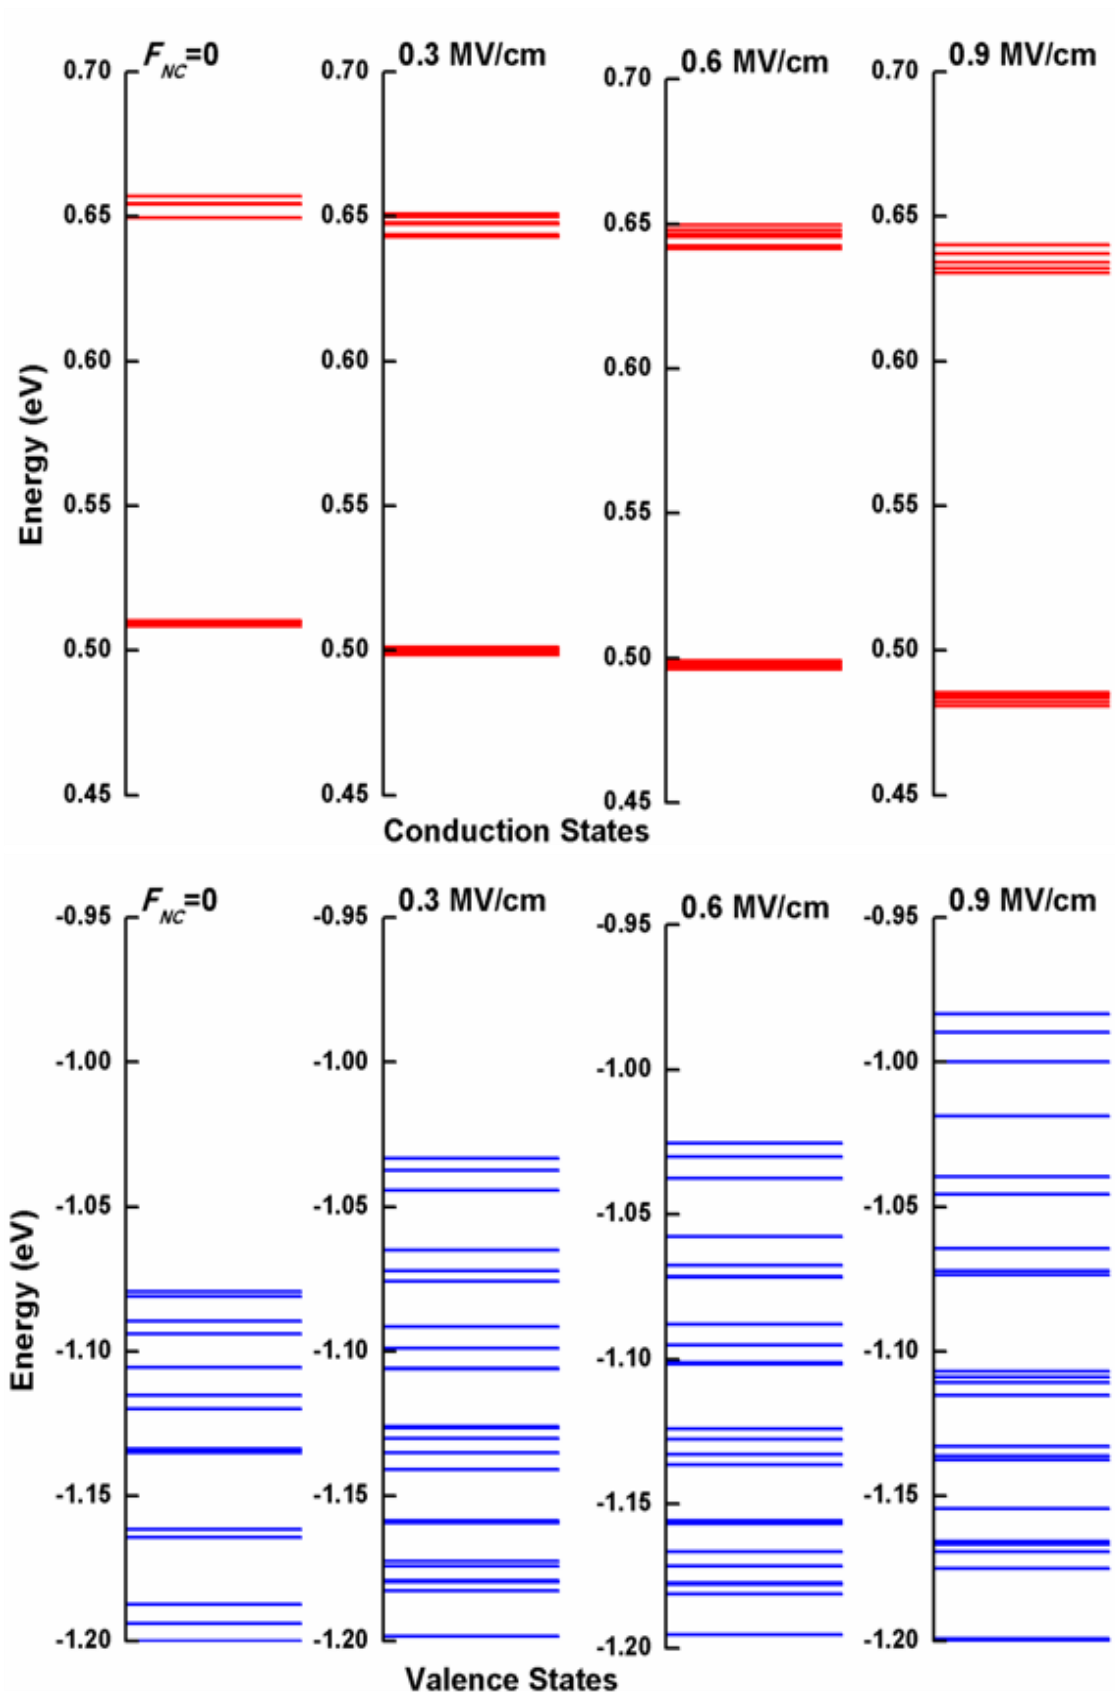 F_NC=0 0.3 MV/cm 0.6 MV/cm 0.9 MV/cm
0.70 0.70 0.70 0.70
0.65 0.65 0.65 0.65
0.60 0.60 0.60 0.60
0.55 0.55 0.55 0.55
0.50 0.50 0.50 0.50
0.45 0.45 0.45 0.45
Energy (eV)
Conduction States
F_NC=0 0.3 MV/cm 0.6 MV/cm 0.9 MV/cm
-0.95 -0.95 -0.95 -0.95
-1.00 -1.00 -1.00 -1.00
-1.05 -1.05 -1.05 -1.05
-1.10 -1.10 -1.10 -1.10
-1.15 -1.15 -1.15 -1.15
-1.20 -1.20 -1.20 -1.20
Energy (eV)
Valence States